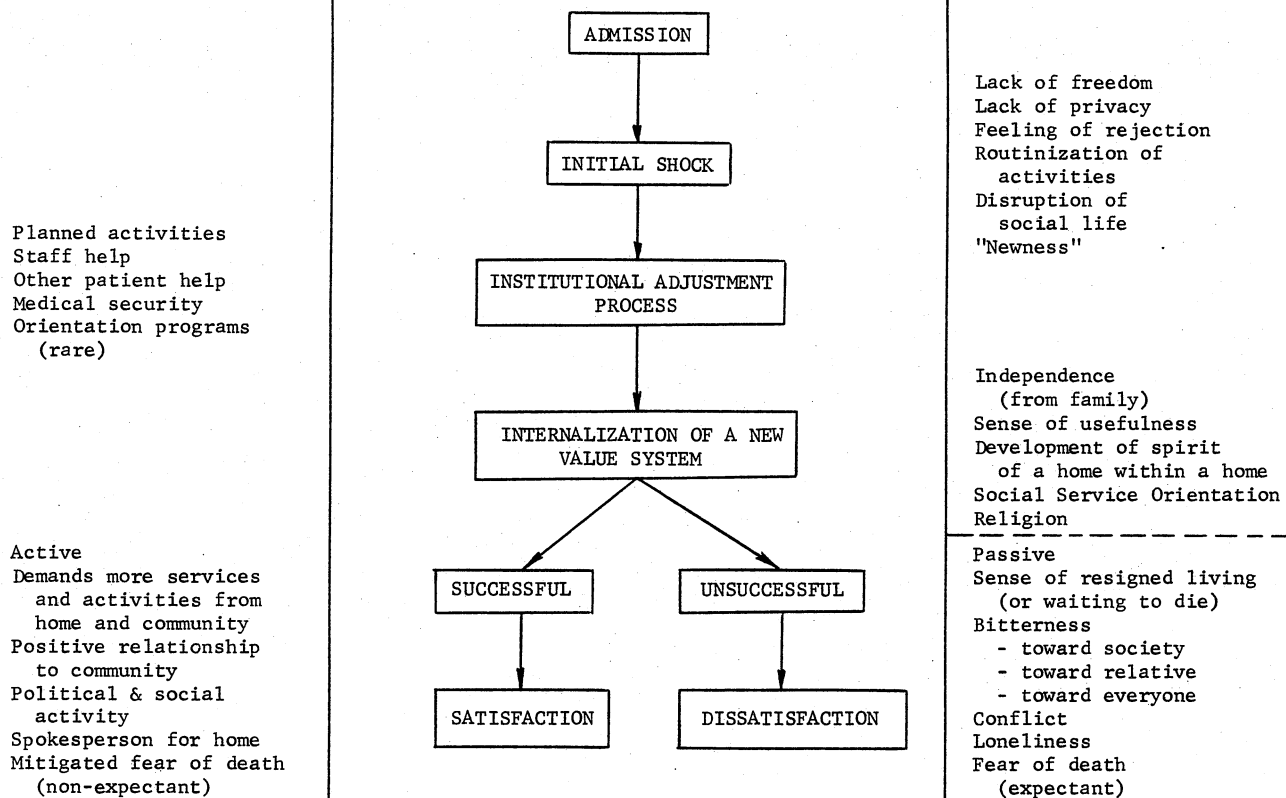 Planned activities
Staff help
Other patient help
Medical security
Orientation programs
(rare)
Active
Demands more services
and activities from
home and community
Positive relationship
to community
Political & social
activity
Spokesperson for home
Mitigated fear of death
(non-expectant)
ADMISSION
INITIAL SHOCK
INSTITUTIONAL ADJUSTMENT
PROCESS
INTERNALIZATION OF A NEW
VALUE SYSTEM
SUCCESSFUL
UNSUCCESSFUL
SATISFACTION
DISSATISFACTION
Lack of freedom
Lack of privacy
Feeling of rejection
Routinization of
activities
Disruption of
social life
"Newness"
Independence
(from family)
Sense of usefulness
Development of spirit
of a home within a home
Social Service Orientation
Religion
Passive
Sense of resigned living
(or waiting to die)
Bitterness
- toward society
- toward relative
- toward everyone
Conflict
Loneliness
Fear of death
(expectant)